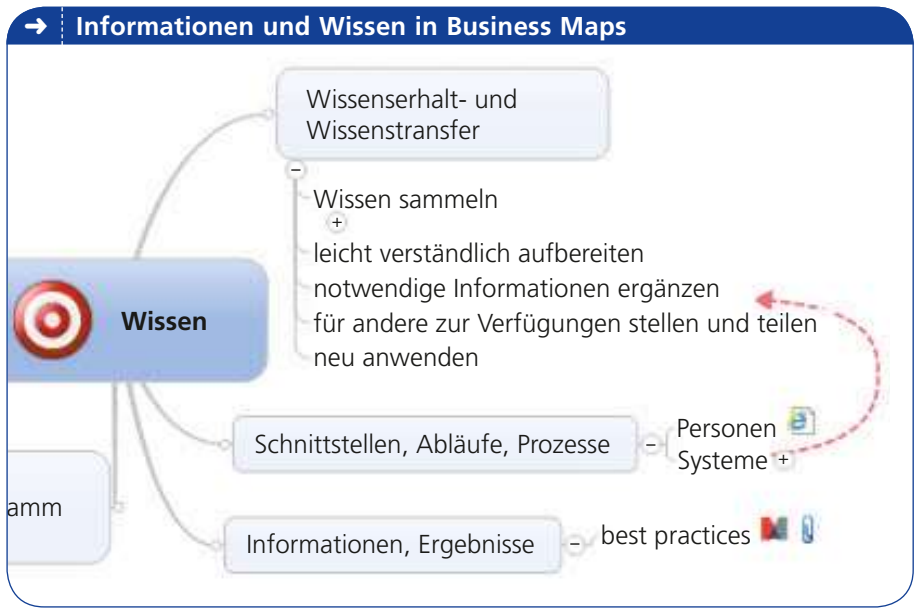 Informationen und Wissen in Business Maps
Wissenserhalt- und
Wissenstransfer
Wissen sammeln
leicht verständlich aufbereiten
notwendige Informationen ergänzen
für andere zur Verfügungen stellen und teilen
neu anwenden
Wissen
Schnittstellen, Abläufe, Prozesse
Personen
Systeme
amm
Informationen, Ergebnisse
best practices